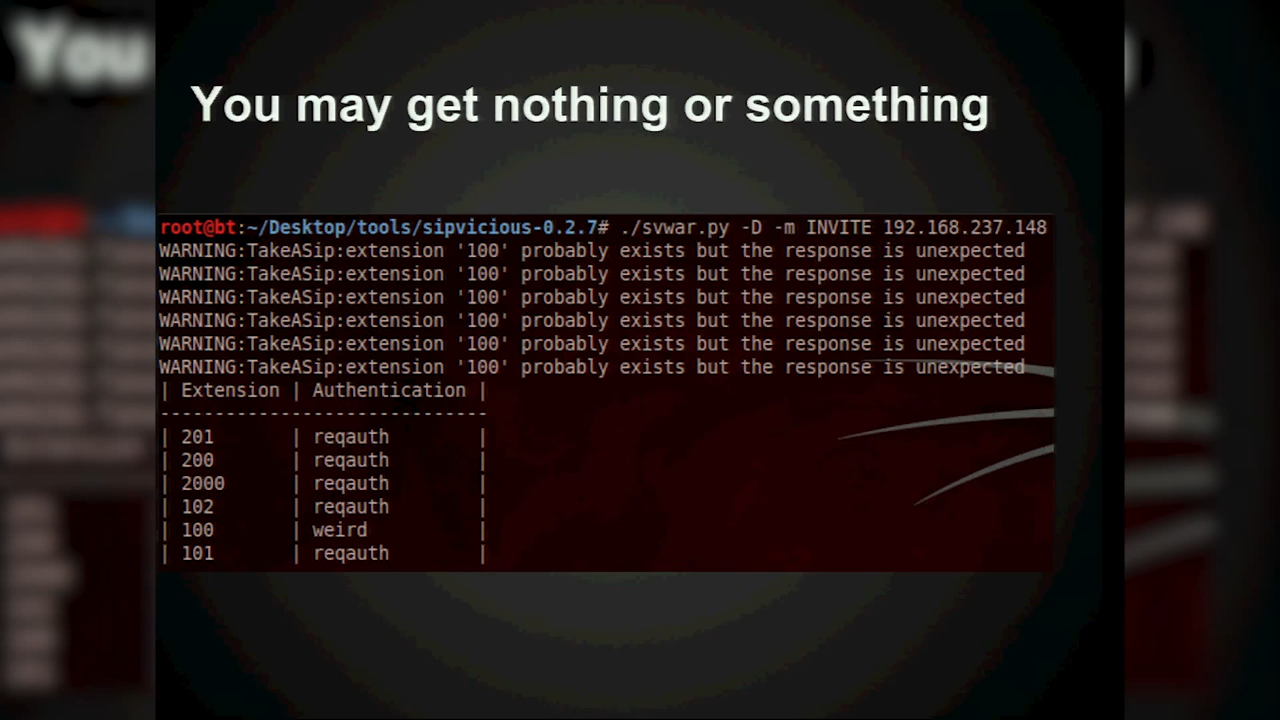 You may get nothing or something
root@bt:~/Desktop/tools/sipvicious-0.2.7# ./svwar.py -D -m INVITE 192.168.237.148
WARNING:TakeASip:extension '100' probably exists but the response is unexpected
WARNING:TakeASip:extension '100' probably exists but the response is unexpected
WARNING:TakeASip:extension '100' probably exists but the response is unexpected
WARNING:TakeASip:extension '100' probably exists but the response is unexpected
WARNING:TakeASip:extension '100' probably exists but the response is unexpected
WARNING:TakeASip:extension '100' probably exists but the response is unexpected
| Extension | Authentication |
------------------------------
| 201 | reqauth |
| 200 | reqauth |
| 2000 | reqauth |
| 102 | reqauth |
| 100 | weird |
| 101 | reqauth |